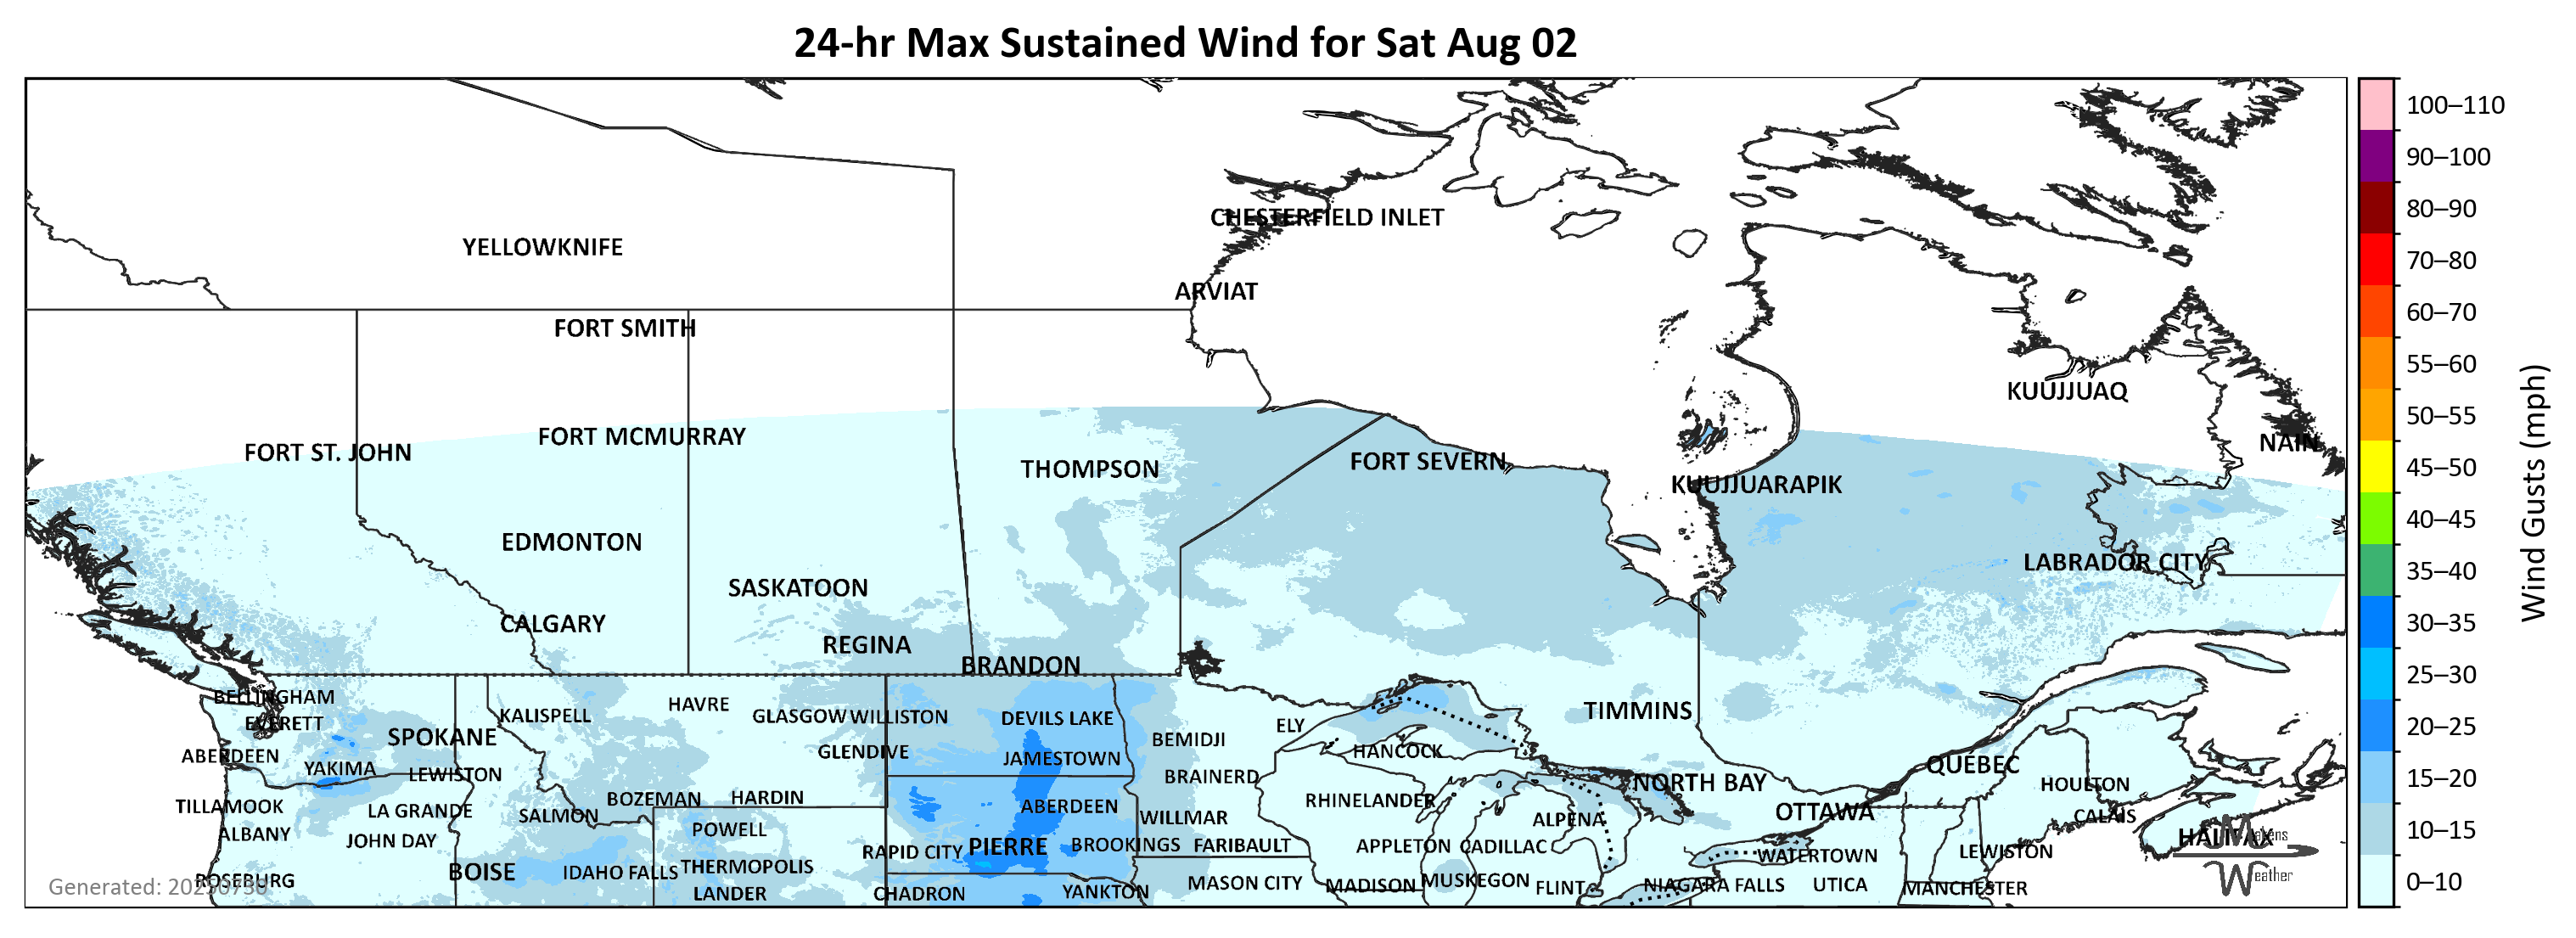 24-hr Max Sustained Wind for Sat Aug 02
100–110
90–100
80–90
70–80
60–70
55–60
50–55
45–50
40–45
35–40
30–35
25–30
20–25
15–20
10–15
0–10
Wind Gusts (mph)
CHESTERFIELD INLET
YELLOWKNIFE
ARVIAT
FORT SMITH
KUUJJUAQ
FORT MCMURRAY
NAIN
FORT ST. JOHN
FORT SEVERN
THOMPSON
KUUJJUARAPIK
EDMONTON
LABRADOR CITY
SASKATOON
CALGARY
REGINA
BRANDON
BELLINGHAM
HAVRE
TIMMINS
KALISPELL
GLASGOW
WILLISTON
DEVILS LAKE
EVERETT
ELY
SPOKANE
BEMIDJI
HANCOCK
GLENDIVE
ABERDEEN
JAMESTOWN
QUÉBEC
YAKIMA
LEWISTON
BRAINERD
NORTH BAY
HOULTON
BOZEMAN
HARDIN
RHINELANDER
TILLAMOOK
ABERDEEN
LA GRANDE
OTTAWA
SALMON
WILLMAR
CALAIS
ALPENA
POWELL
ALBANY
HALIFAX
JOHN DAY
PIERRE
BROOKINGS
FARIBAULT
APPLETON
CADILLAC
RAPID CITY
LEWISTON
WATERTOWN
THERMOPOLIS
BOISE
IDAHO FALLS
ROSEBURG
MUSKEGON
MASON CITY
NIAGARA FALLS
UTICA
MADISON
FLINT
MANCHESTER
YANKTON
LANDER
CHADRON
Generated: 20250730
Makens
Weather